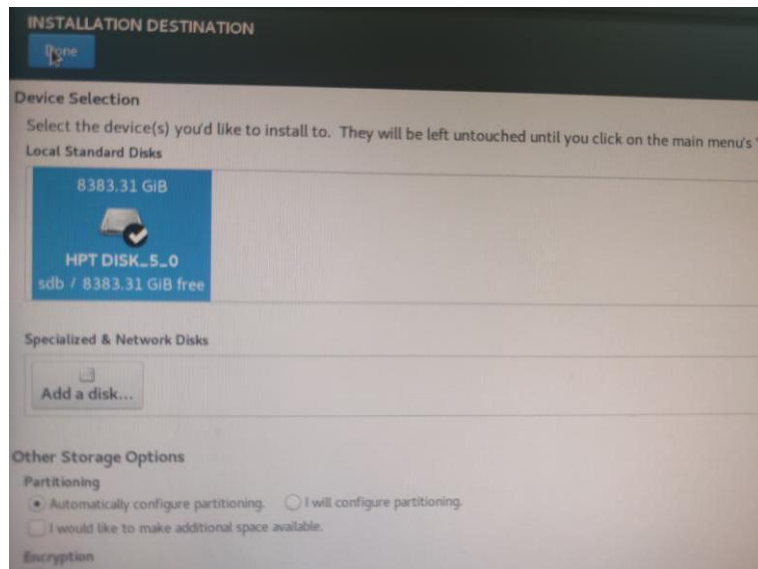 INSTALLATION DESTINATION
Done
Device Selection
Select the device(s) you'd like to install to. They will be left untouched until you click on the main menu's "
Local Standard Disks
8383.31 GiB
HPT DISK_5_0
sdb / 8383.31 GiB free
Specialized & Network Disks
Add a disk...
Other Storage Options
Partitioning
Automatically configure partitioning. I will configure partitioning.
I would like to make additional space available.
Encryption